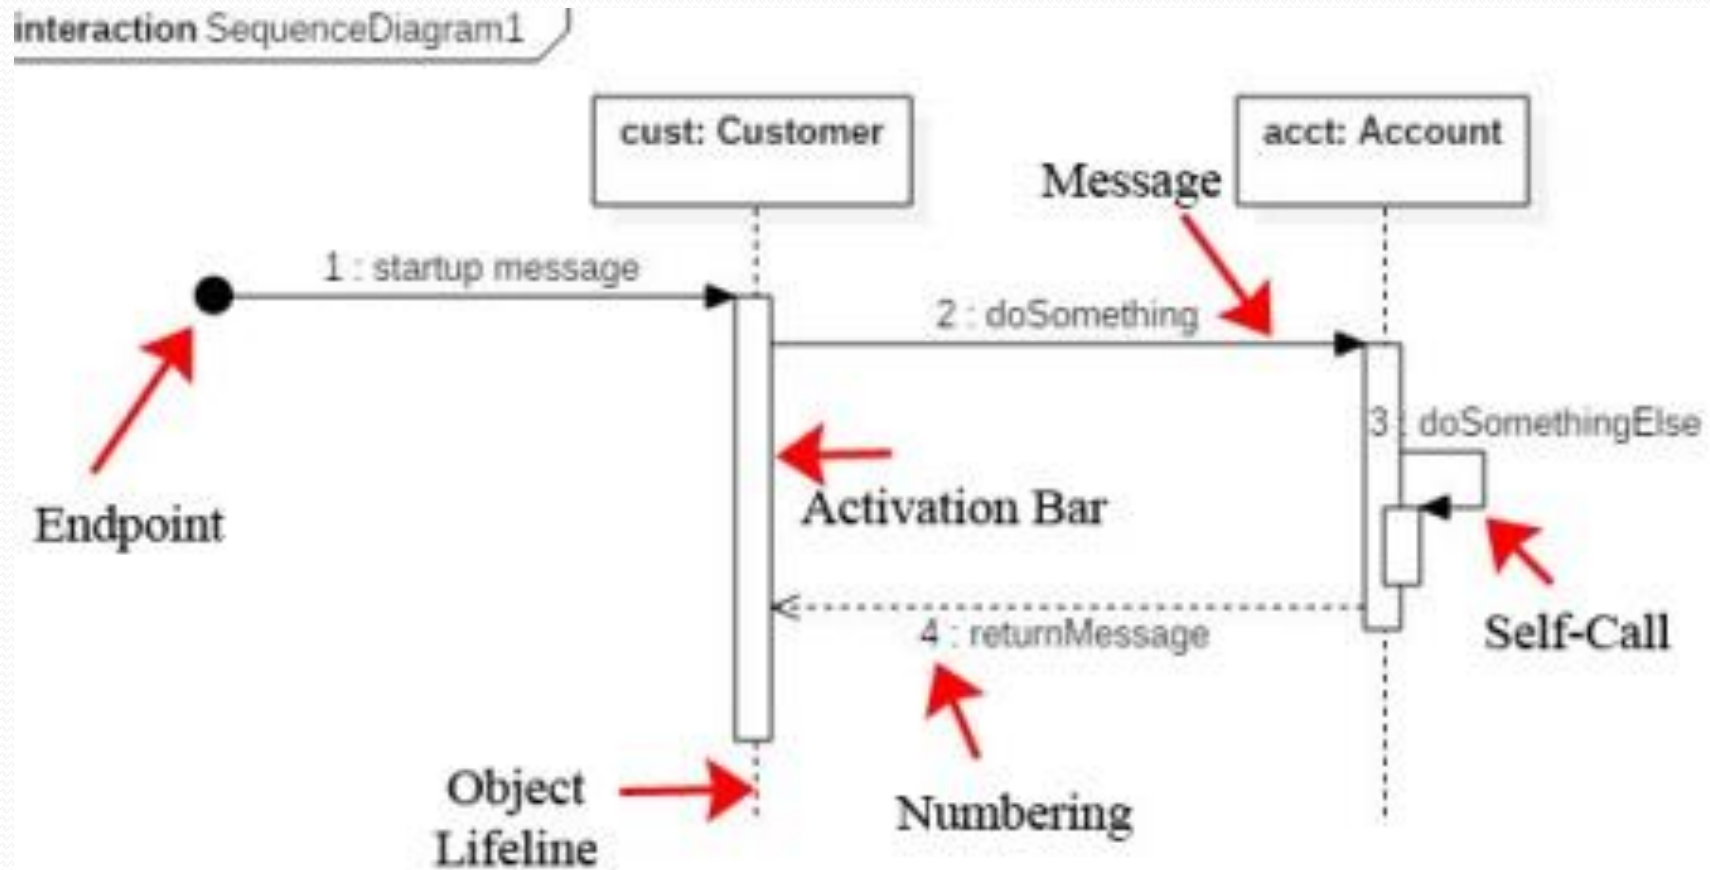 interaction SequenceDiagram1
cust: Customer
acct: Account
Message
1 : startup message
2 : doSomething
3 : doSomethingElse
Endpoint
Activation Bar
4 : returnMessage
Self-Call
Object
Lifeline
Numbering